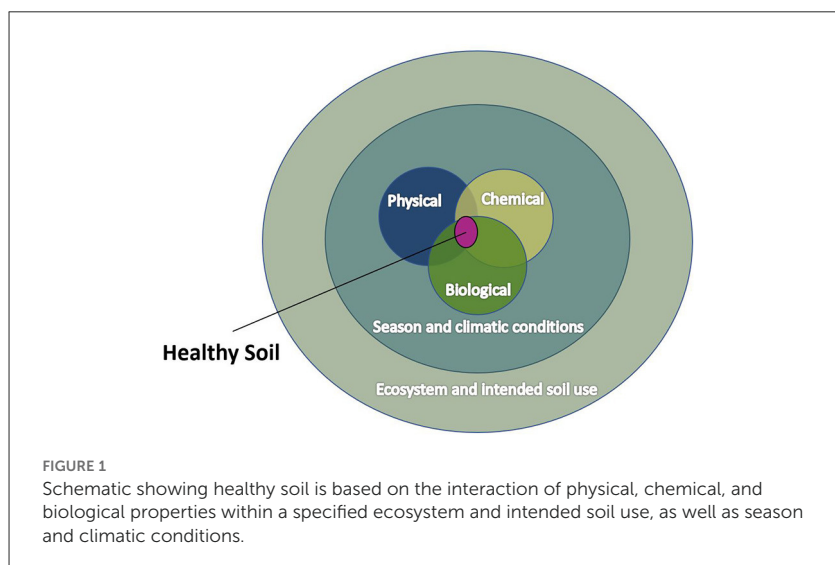 Physical
Chemical
Biological
Season and climatic conditions
Healthy Soil
Ecosystem and intended soil use
FIGURE 1
Schematic showing healthy soil is based on the interaction of physical, chemical, and
biological properties within a specified ecosystem and intended soil use, as well as season
and climatic conditions.